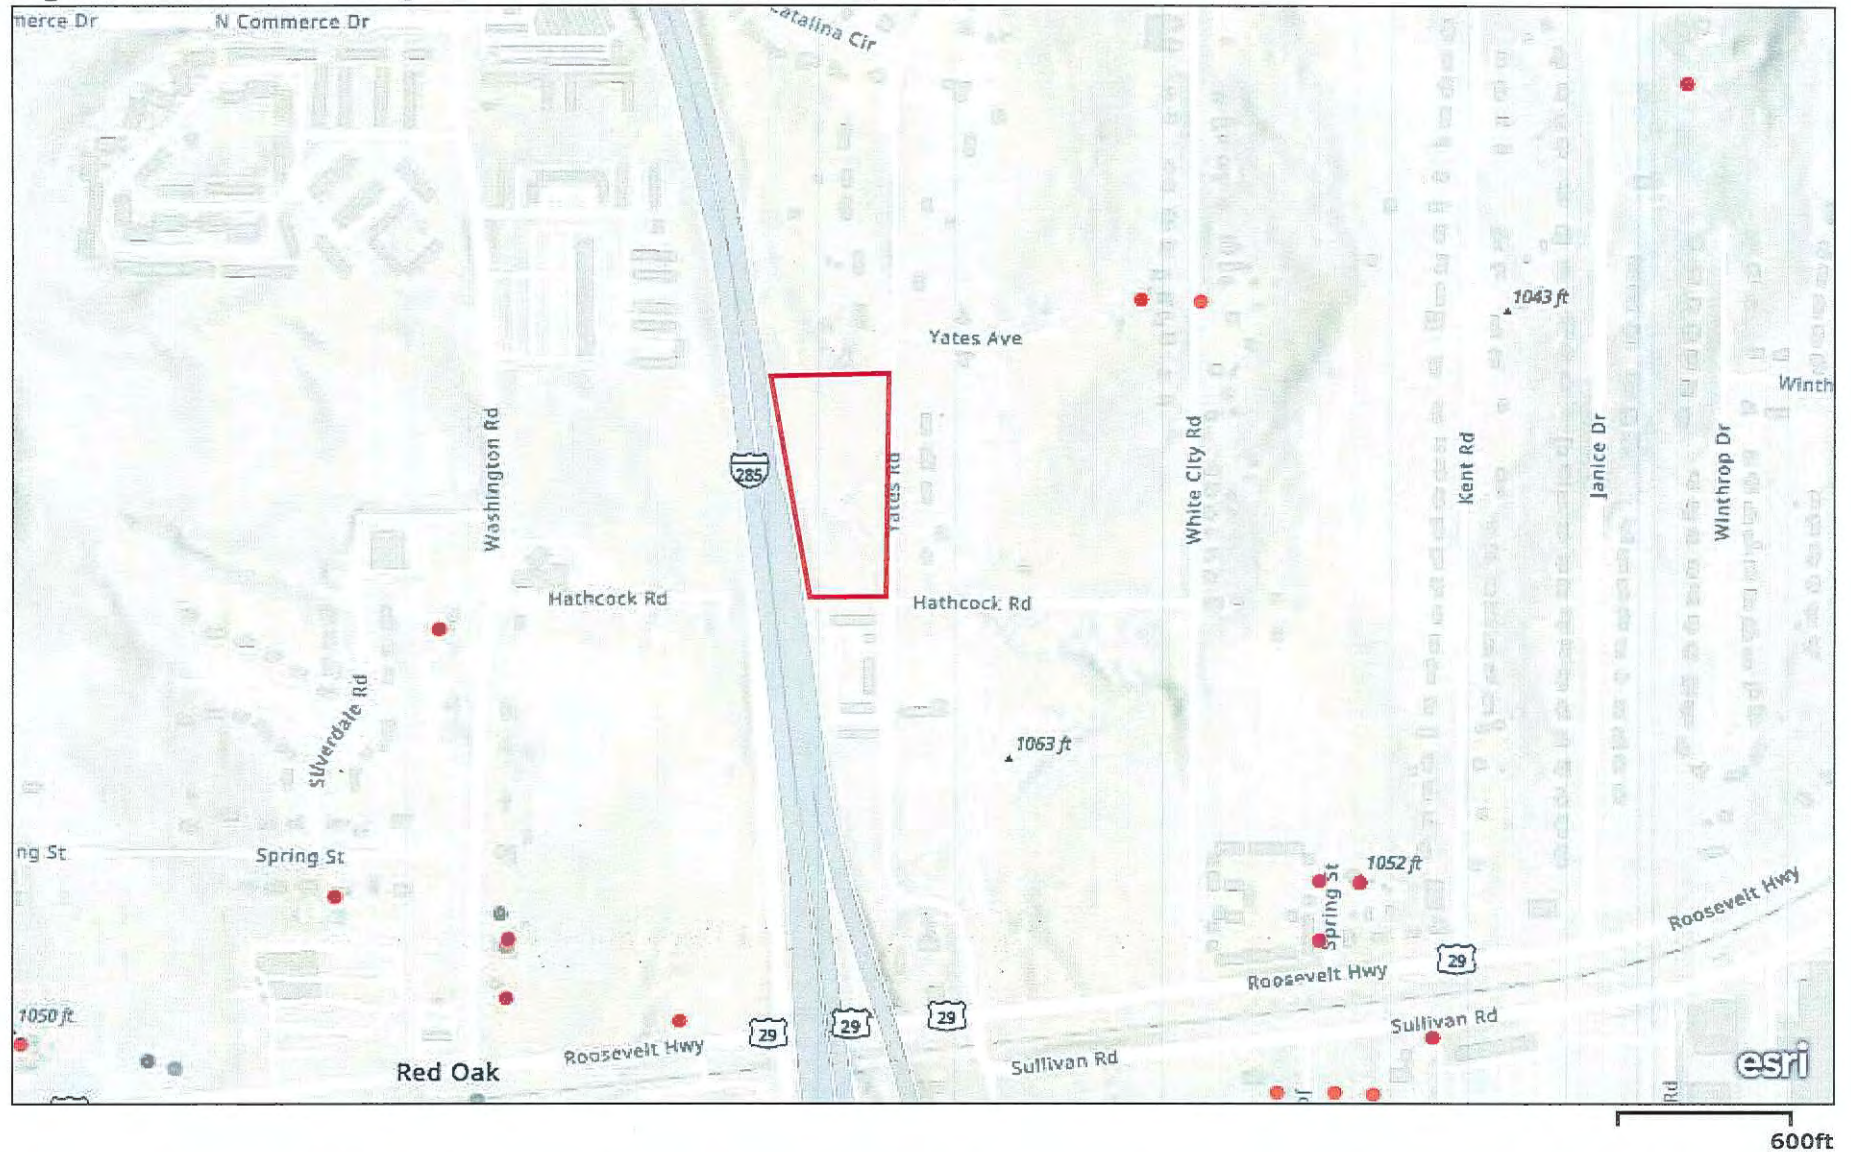 merce Dr
N Commerce Dr
Catalina Cir
1043 ft
Yates Ave
Winth
285
Washington Rd
Yates Rd
White City Rd
Kent Rd
Janice Dr
Winthrop Dr
Hathcock Rd
Hathcock Rd
Silverdale Rd
1063 ft
ng St
Spring St
1052 ft
Spring St
Roosevelt Hwy
29
Roosevelt Hwy
1050 ft
29
29
29
Sullivan Rd
Roosevelt Hwy
Sullivan Rd
Red Oak
esri
Rd
600ft